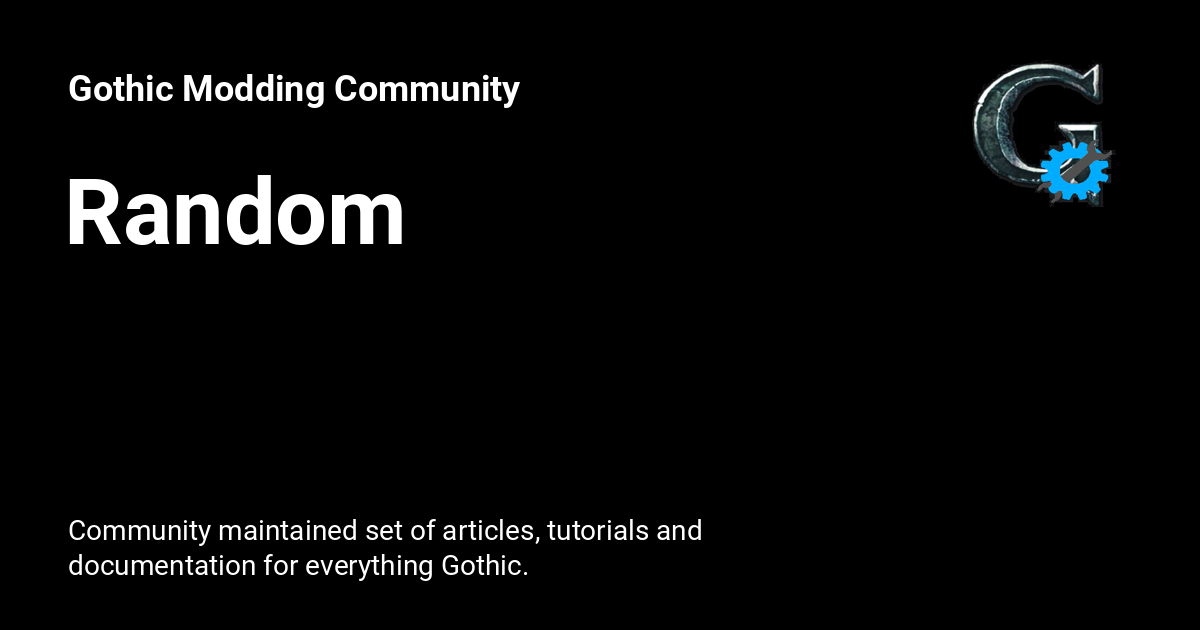 Gothic Modding Community
Random
Community maintained set of articles, tutorials and
documentation for everything Gothic.